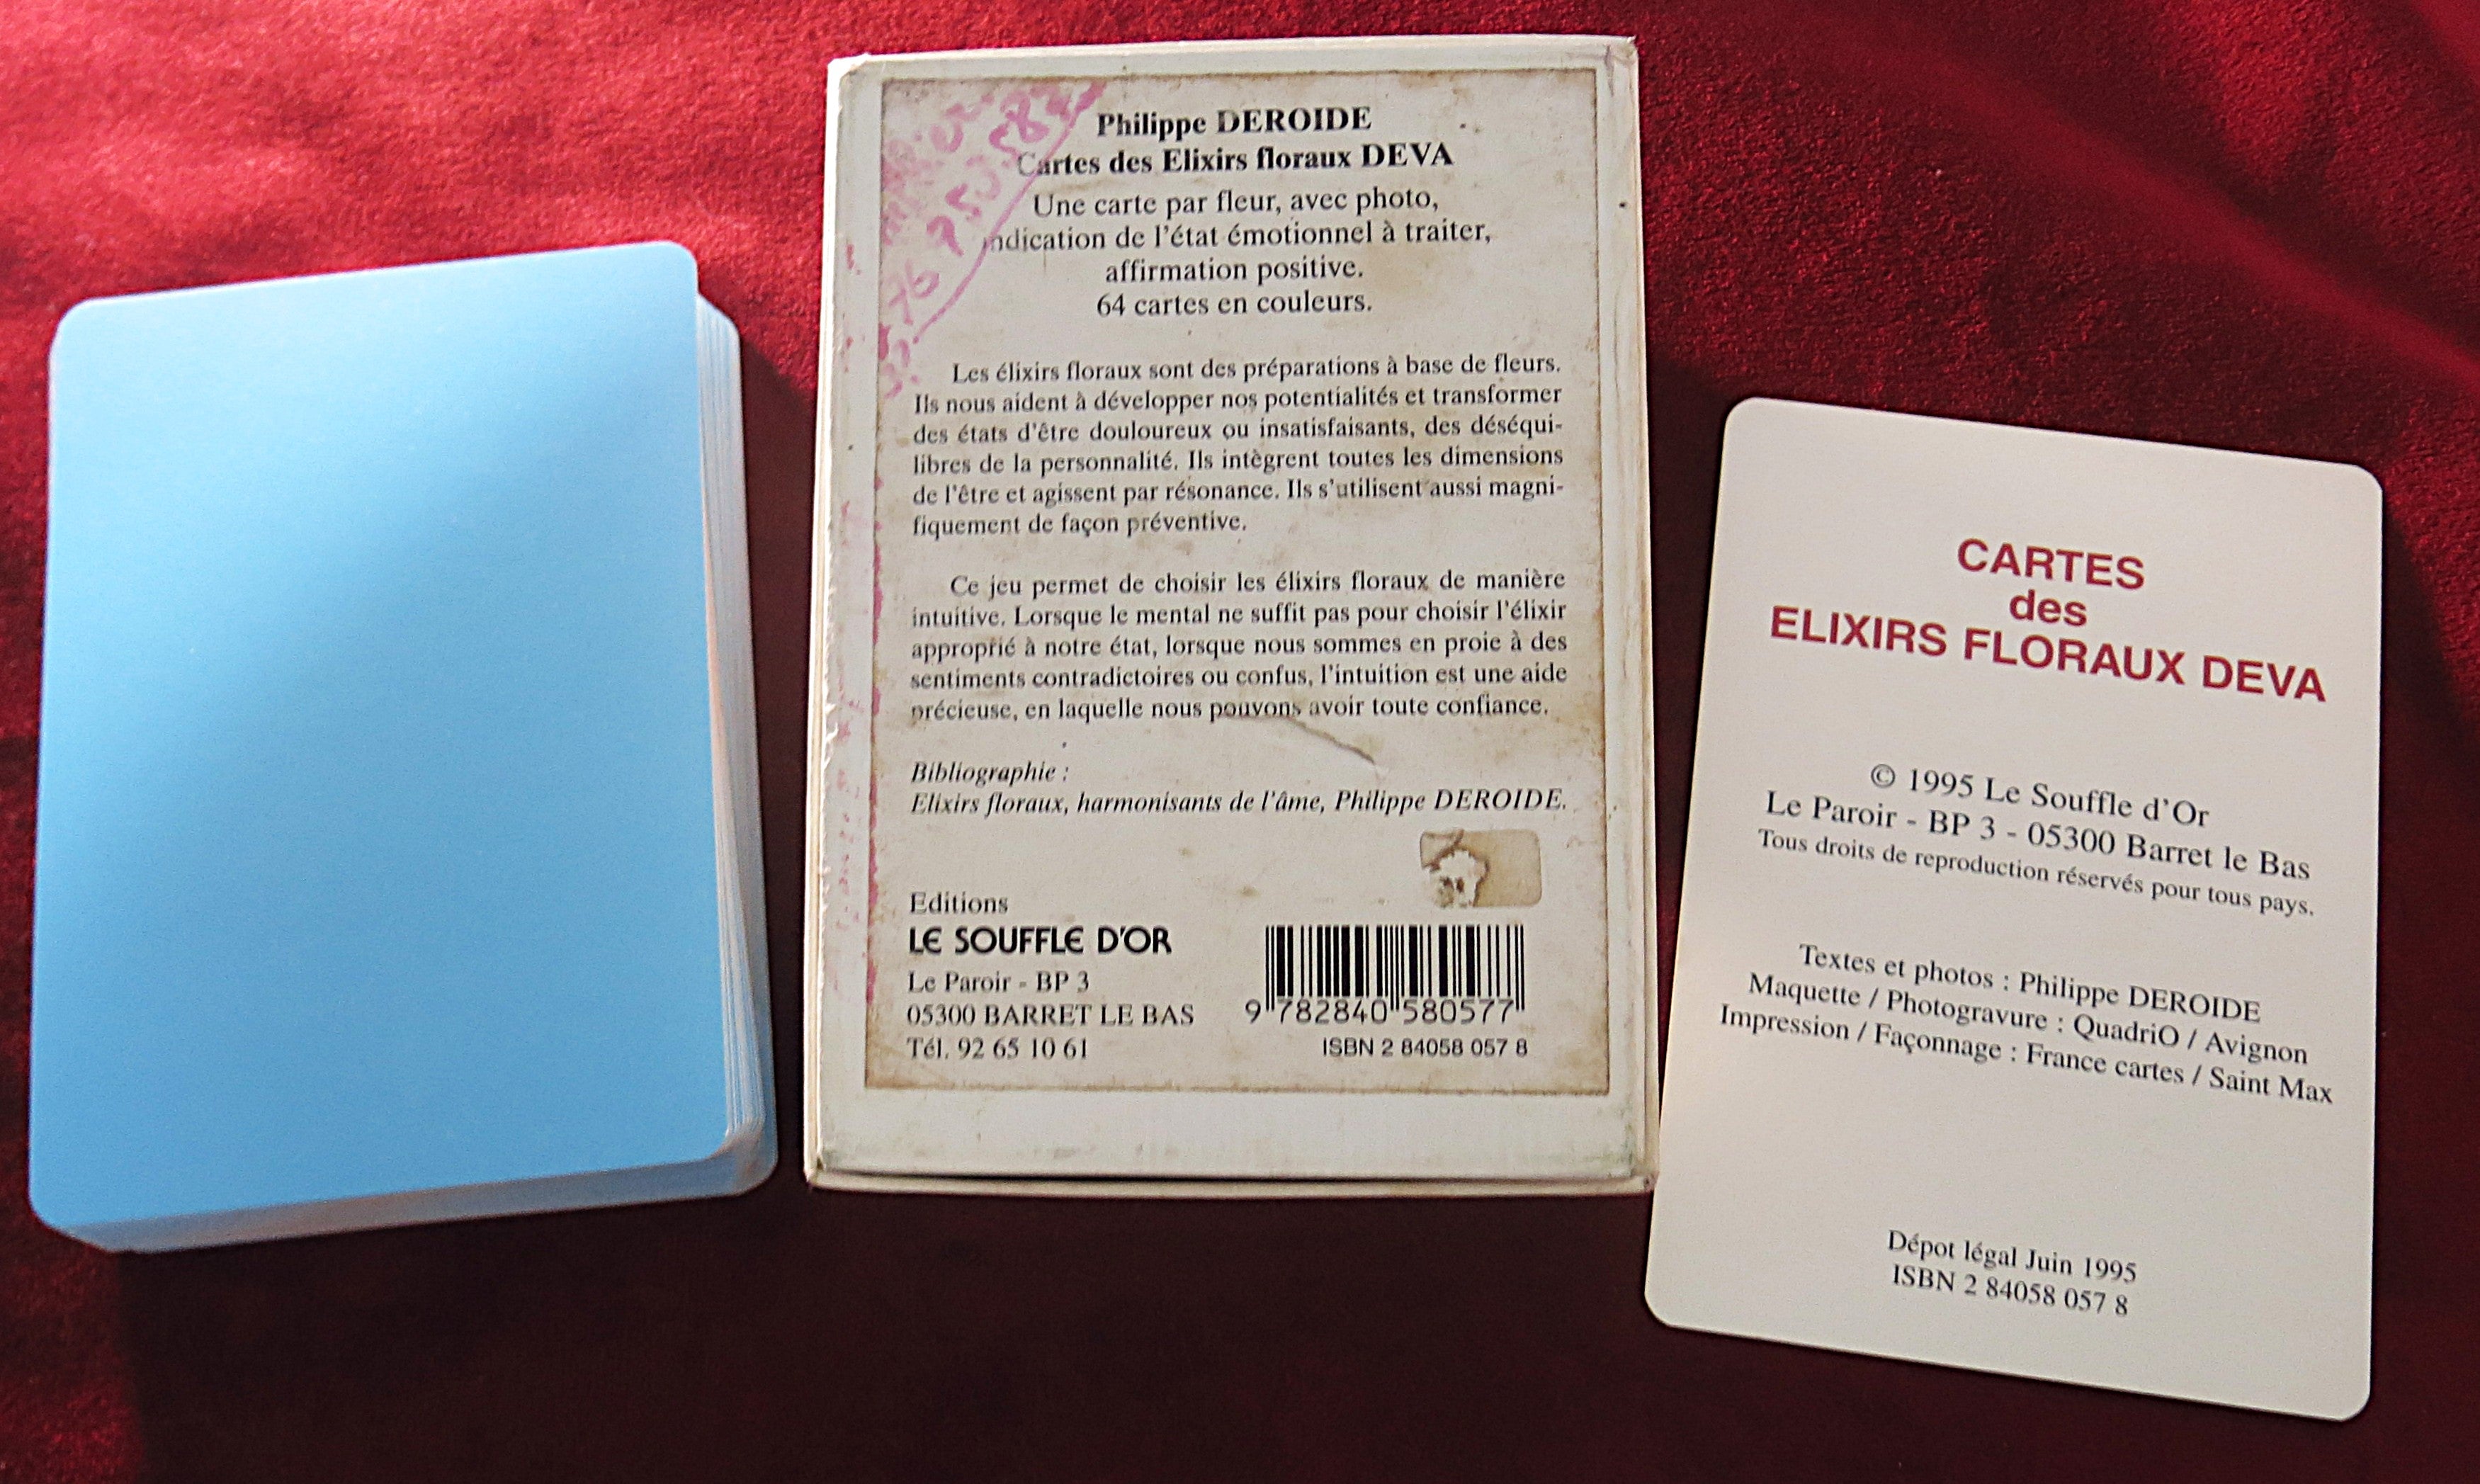 Philippe DEROIDE
Cartes des Elixirs floraux DEVA
Une carte par fleur, avec photo,
indication de l'état émotionnel à traiter,
affirmation positive.
64 cartes en couleurs.
Les élixirs floraux sont des préparations à base de fleurs.
Ils nous aident à développer nos potentialités et transformer
des états d'être douloureux ou insatisfaisants, des déséqui-
libres de la personnalité. Ils intègrent toutes les dimensions
de l'être et agissent par résonance. Ils s'utilisent aussi magni-
fiquement de façon préventive.
Ce jeu permet de choisir les élixirs floraux de manière
intuitive. Lorsque le mental ne suffit pas pour choisir l'élixir
approprié à notre état, lorsque nous sommes en proie à des
sentiments contradictoires ou confus, l'intuition est une aide
précieuse, en laquelle nous pouvons avoir toute confiance.
Bibliographie :
Elixirs floraux, harmonisants de l'âme, Philippe DEROIDE.
Editions
LE SOUFFLE D'OR
Le Paroir - BP 3
05300 BARRET LE BAS
Tél. 92 65 10 61
9 782840 580577
ISBN 2 84058 057 8
CARTES
des
ELIXIRS FLORAUX DEVA
© 1995 Le Souffle d'Or
Le Paroir - BP 3 - 05300 Barret le Bas
Tous droits de reproduction réservés pour tous pays.
Textes et photos : Philippe DEROIDE
Maquette / Photogravure : QuadriO / Avignon
Impression / Façonnage : France cartes / Saint Max
Dépot légal Juin 1995
ISBN 2 84058 057 8